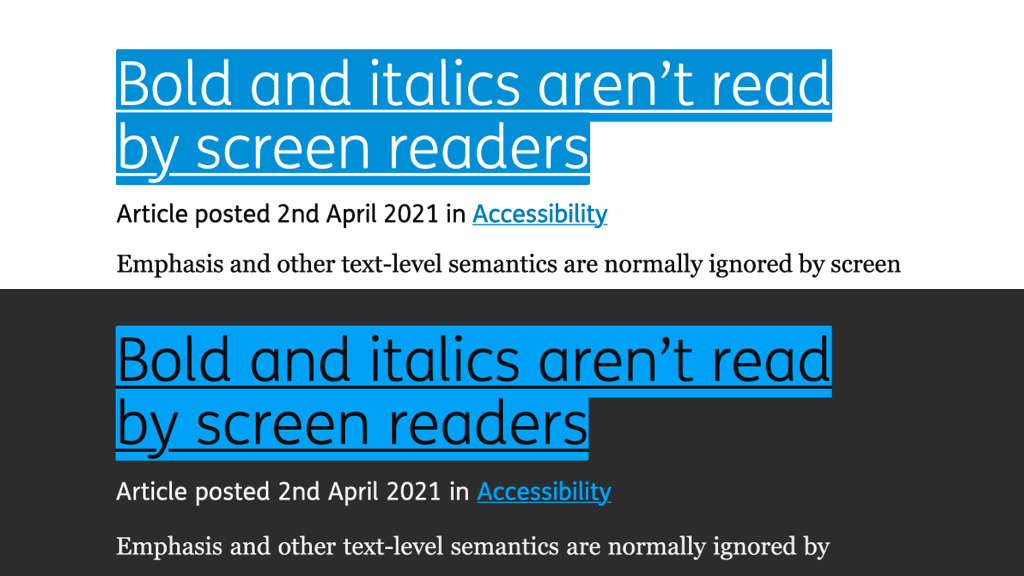 Bold and italics aren’t read
by screen readers
Article posted 2nd April 2021 in Accessibility
Emphasis and other text-level semantics are normally ignored by screen
Bold and italics aren’t read
by screen readers
Article posted 2nd April 2021 in Accessibility
Emphasis and other text-level semantics are normally ignored by